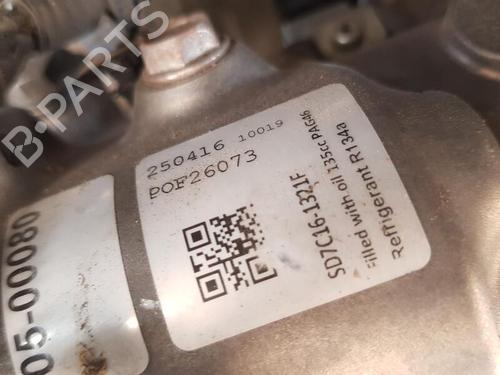 B-PARTS
250416 10019
POF26073
SD7C16-1321F
Filled with oil 135cc PAG46
Refrigerant R134a
05-00080